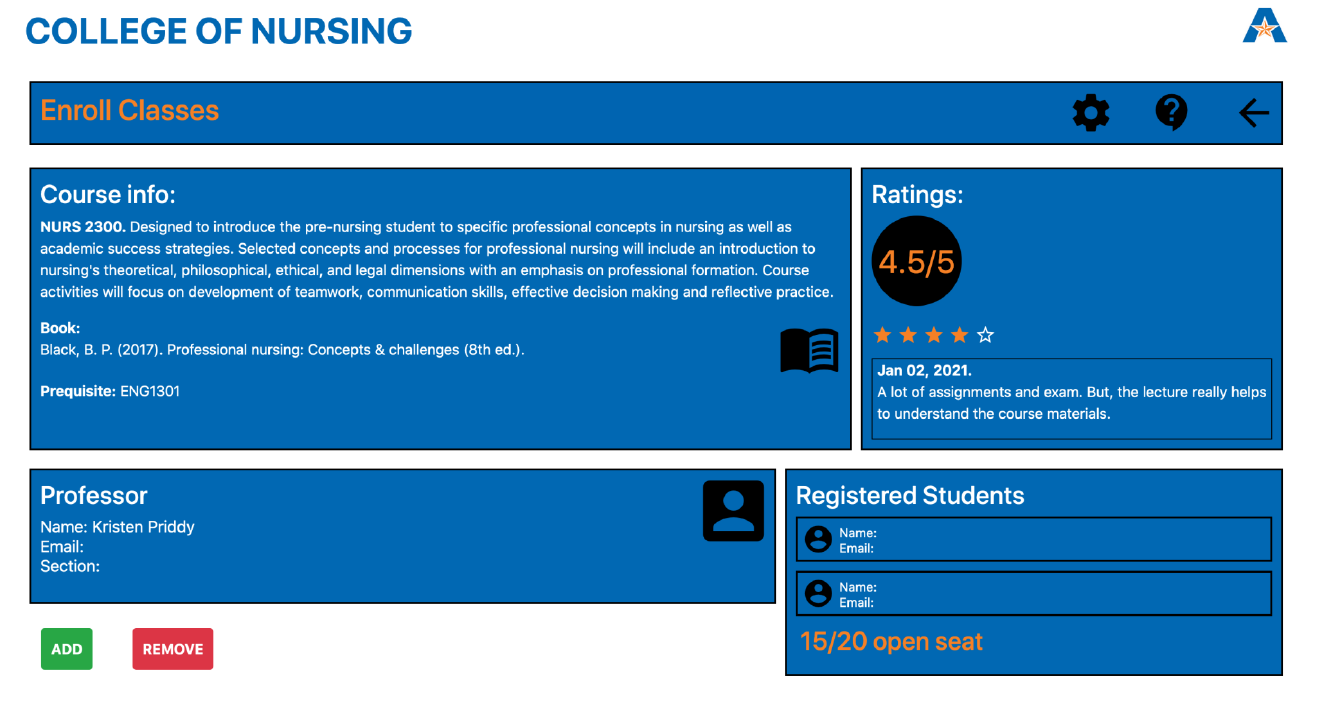 COLLEGE OF NURSING
Enroll Classes
Course info:
NURS 2300. Designed to introduce the pre-nursing student to specific professional concepts in nursing as well as
academic success strategies. Selected concepts and processes for professional nursing will include an introduction to
nursing's theoretical, philosophical, ethical, and legal dimensions with an emphasis on professional formation. Course
activities will focus on development of teamwork, communication skills, effective decision making and reflective practice.
Book:
Black, B. P. (2017). Professional nursing: Concepts & challenges (8th ed.).
Prequisite: ENG1301
Ratings:
4.5/5
Jan 02, 2021.
A lot of assignments and exam. But, the lecture really helps
to understand the course materials.
Professor
Name: Kristen Priddy
Email:
Section:
Registered Students
Name:
Email:
Name:
Email:
15/20 open seat
ADD
REMOVE